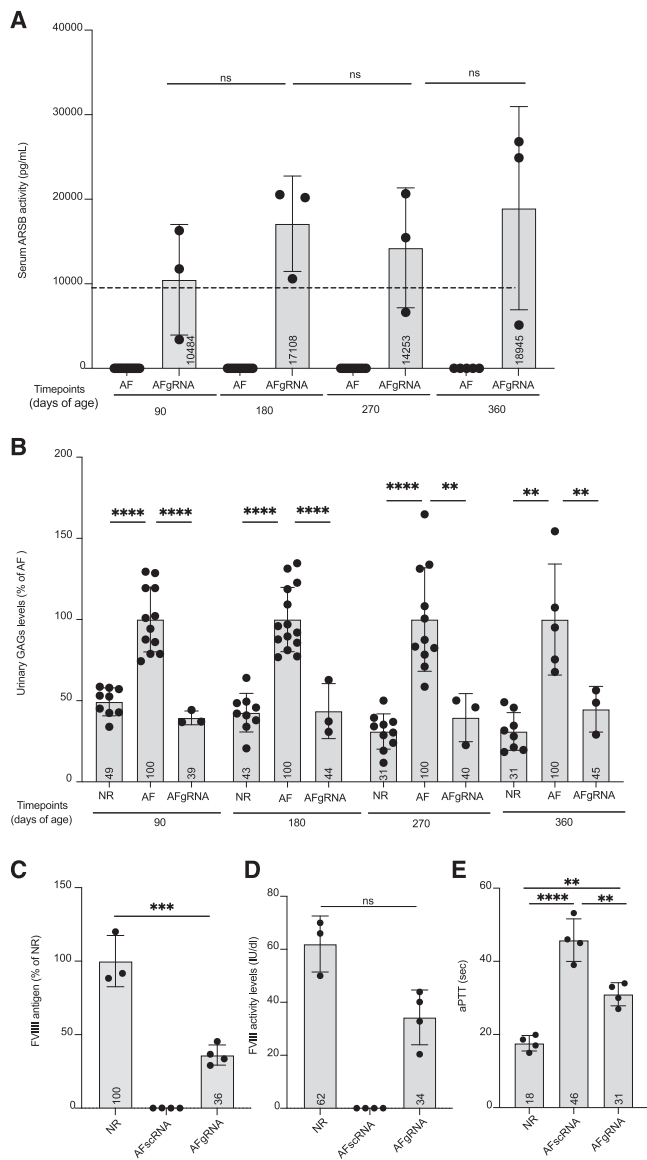 A
40000
30000
20000
10000
0
Serum ARSB activity (pg/mL)
ns
ns
ns
10484
17108
14253
18945
AF AFgRNA AF AFgRNA AF AFgRNA AF AFgRNA
Timepoints
(days of age)
90 180 270 360
B
200
150
100
50
0
Urinary GAGs levels (% of AF )
**** **** **** **** **** ** ** **
49 100 39 43 100 44 31 100 40 31 100 45
NR AF AFgRNA NR AF AFgRNA NR AF AFgRNA NR AF AFgRNA
Timepoints
(days of age)
90 180 270 360
C
150
100
50
0
FVIIII antigen (% of NR)
***
100
36
NR
AFscRNA
AFgRNA
D
80
60
40
20
0
FVIII activity levels (IU/dl)
ns
62
34
NR
AFscRNA
AFgRNA
E
60
40
20
0
aPTT (sec)
**
**** **
18
46
31
NR
AFscRNA
AFgRNA